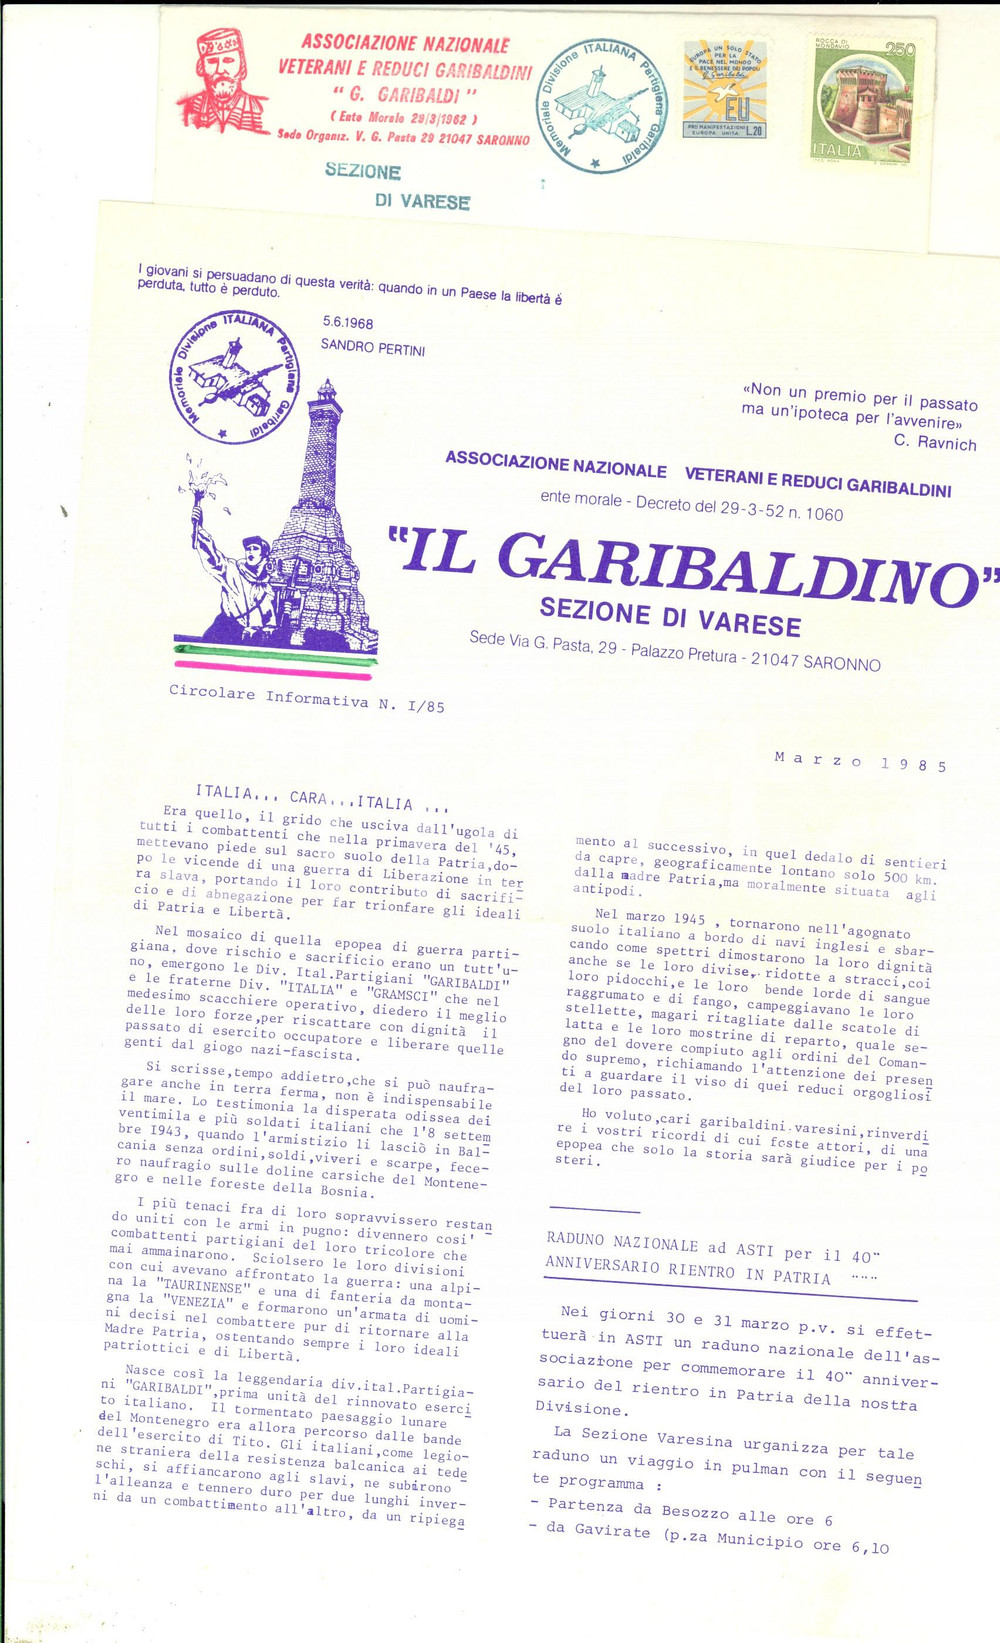 ASSOCIAZIONE NAZIONALE
VETERANI E REDUCI GARIBALDINI
" G. GARIBALDI "
( Ente Morale 29/3/1962 )
Sede Organiz. V. G. Pasta 29 21047 SARONNO
SEZIONE
DI VARESE
Memoriale Divisione ITALIANA Partigiana Garibaldi
EUROPA UN SOLO STATO
PER LA
PACE NEL MONDO
E IL BENESSERE DEI POPOLI
G. Garibaldi
EU
PRO MANIFESTAZIONI
EUROPA UNITA
L.20
ROCCA DI
MONDAVIO
250
ITALIA
I giovani si persuadano di questa verità: quando in un Paese la libertà è
perduta, tutto è perduto.
5.6.1968
SANDRO PERTINI
Memoriale Divisione ITALIANA Partigiana Garibaldi
«Non un premio per il passato
ma un'ipoteca per l'avvenire»
C. Ravnich
ASSOCIAZIONE NAZIONALE VETERANI E REDUCI GARIBALDINI
ente morale - Decreto del 29-3-52 n. 1060
"IL GARIBALDINO"
SEZIONE DI VARESE
Sede Via G. Pasta, 29 - Palazzo Pretura - 21047 SARONNO
Circolare Informativa N. I/85
Marzo 1985
ITALIA... CARA...ITALIA ...
Era quello, il grido che usciva dall'ugola di
tutti i combattenti che nella primavera del '45,
mettevano piede sul sacro suolo della Patria,do-
po le vicende di una guerra di Liberazione in ter
ra slava, portando il loro contributo di sacrifi-
cio e di abnegazione per far trionfare gli ideali
di Patria e Libertà.
Nel mosaico di quella epopea di guerra parti-
giana, dove rischio e sacrificio erano un tutt'u-
no, emergono le Div. Ital.Partigiani "GARIBALDI"
e le fraterne Div. "ITALIA" e "GRAMSCI" che nel
medesimo scacchiere operativo, diedero il meglio
delle loro forze,per riscattare con dignità il
passato di esercito occupatore e liberare quelle
genti dal giogo nazi-fascista.
Si scrisse,tempo addietro,che si può naufra-
gare anche in terra ferma, non è indispensabile
il mare. Lo testimonia la disperata odissea dei
ventimila e più soldati italiani che l'8 settem
bre I943, quando l'armistizio li lasciò in Bal-
cania senza ordini,soldi,viveri e scarpe, fece-
ro naufragio sulle doline carsiche del Montene-
gro e nelle foreste della Bosnia.
I più tenaci fra di loro sopravvissero restan
do uniti con le armi in pugno: divennero cosi'
combattenti partigiani del loro tricolore che
mai ammainarono. Sciolsero le loro divisioni
con cui avevano affrontato la guerra: una alpi-
na la "TAURINENSE" e una di fanteria da monta-
gna la "VENEZIA" e formarono un'armata di uomi-
ni decisi nel combattere pur di ritornare alla
Madre Patria, ostentando sempre i loro ideali
patriottici e di Libertà.
Nasce così la leggendaria div.ital.Partigia-
ni "GARIBALDI",prima unità del rinnovato eserci
to italiano. Il tormentato paesaggio lunare
del Montenegro era allora percorso dalle bande
dell'esercito di Tito. Gli italiani,come legio-
ne straniera della resistenza balcanica ai tede
schi, si affiancarono agli slavi, ne subirono
l'alleanza e tennero duro per due lunghi inver-
ni da un combattimento all'altro, da un ripiega
mento al successivo, in quel dedalo di sentieri
da capre, geograficamente lontano solo 500 km.
dalla madre Patria,ma moralmente situata agli
antipodi.
Nel marzo 1945 , tornarono nell'agognato
suolo italiano a bordo di navi inglesi e sbar-
cando come spettri dimostarono la loro dignità
anche se le loro divise, ridotte a stracci,coi
loro pidocchi,e le loro bende lorde di sangue
raggrumato e di fango, campeggiavano le loro
stellette, magari ritagliate dalle scatole di
latta e le loro mostrine di reparto, quale se-
gno del dovere compiuto agli ordini del Coman-
do supremo, richiamando l'attenzione dei presen
ti a guardare il viso di quei reduci orgogliosi
del loro passato.
Ho voluto,cari garibaldini varesini,rinverdi
re i vostri ricordi di cui foste attori, di una
epopea che solo la storia sarà giudice per i po
steri.
RADUNO NAZIONALE ad ASTI per il 40¨
ANNIVERSARIO RIENTRO IN PATRIA ¨¨¨
Nei giorni 30 e 31 marzo p.v. si effet-
tuerà in ASTI un raduno nazionale dell'as-
sociazione per commemorare il 40¨ anniver-
sario del rientro in Patria della nostra
Divisione.
La Sezione Varesina urganizza per tale
raduno un viaggio in pulman con il seguen
te programma :
- Partenza da Besozzo alle ore 6
- da Gavirate (p.za Municipio ore 6,10